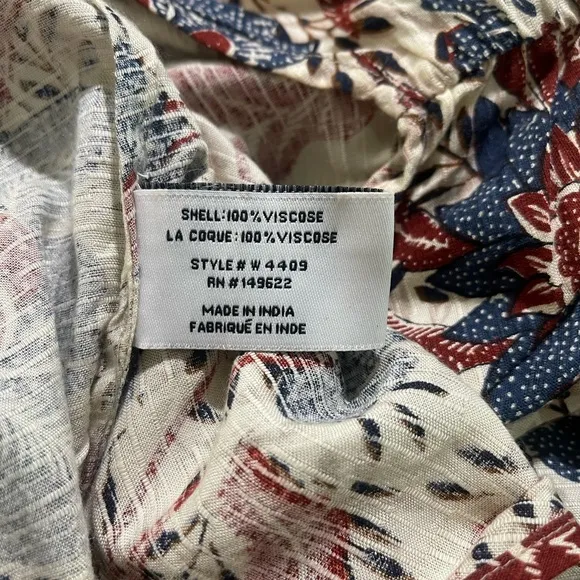 SHELL:100%VISCOSE
LA COQUE:100%VISCOSE
STYLE# W 4409
RN #149622
MADE IN INDIA
FABRIQUÉ EN INDE